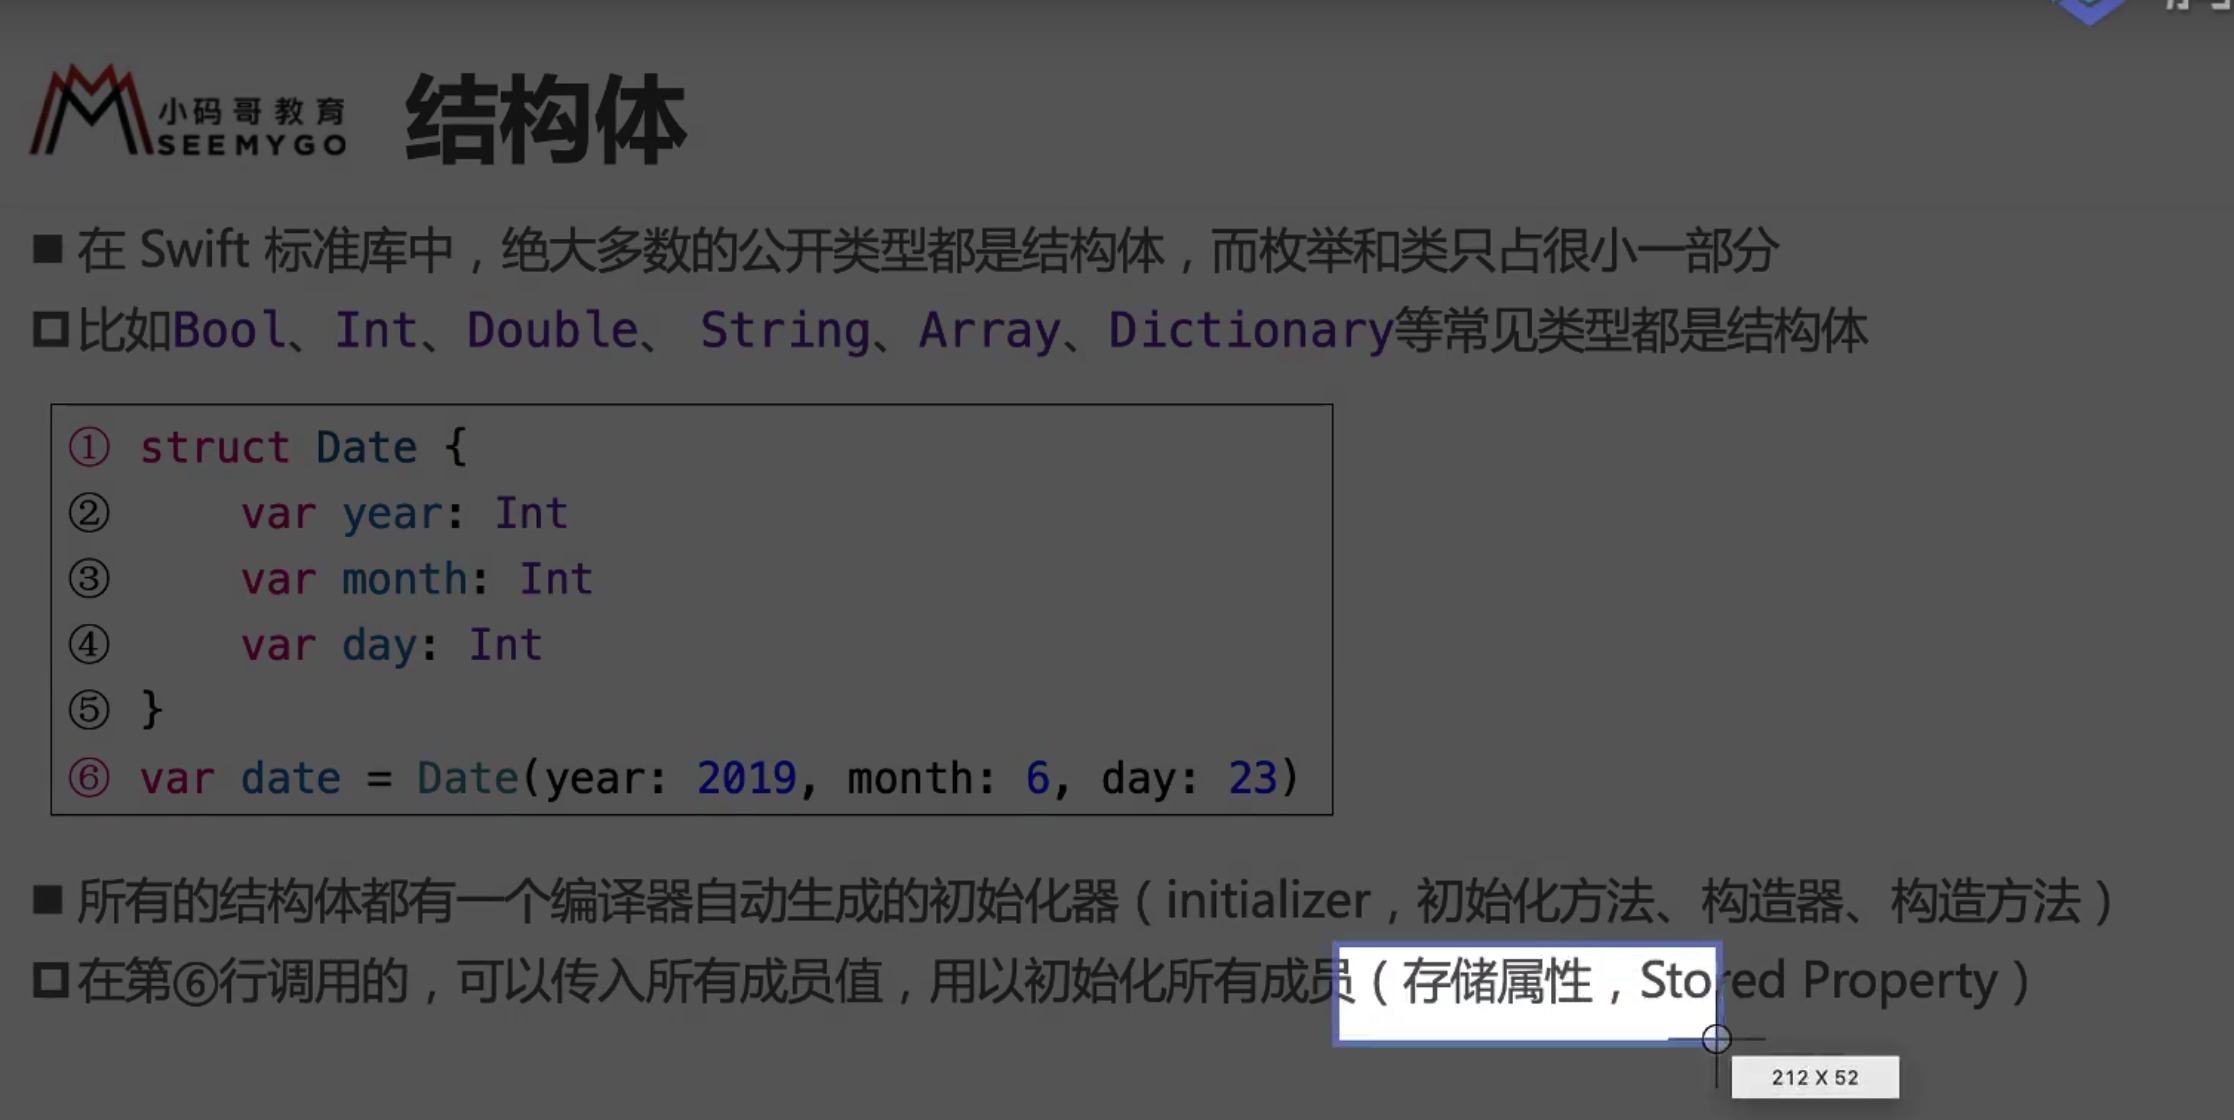 小码哥教育
SEEMYGO
结构体
■ 在 Swift 标准库中，绝大多数的公开类型都是结构体，而枚举和类只占很小一部分
比如Bool、Int、Double、 String、Array、Dictionary等常见类型都是结构体
① struct Date {
② var year: Int
③ var month: Int
④ var day: Int
⑤ }
⑥ var date = Date(year: 2019, month: 6, day: 23)
■ 所有的结构体都有一个编译器自动生成的初始化器（initializer，初始化方法、构造器、构造方法）
在第⑥行调用的，可以传入所有成员值，用以初始化所有成员（存储属性，Stored Property）
212 X 52